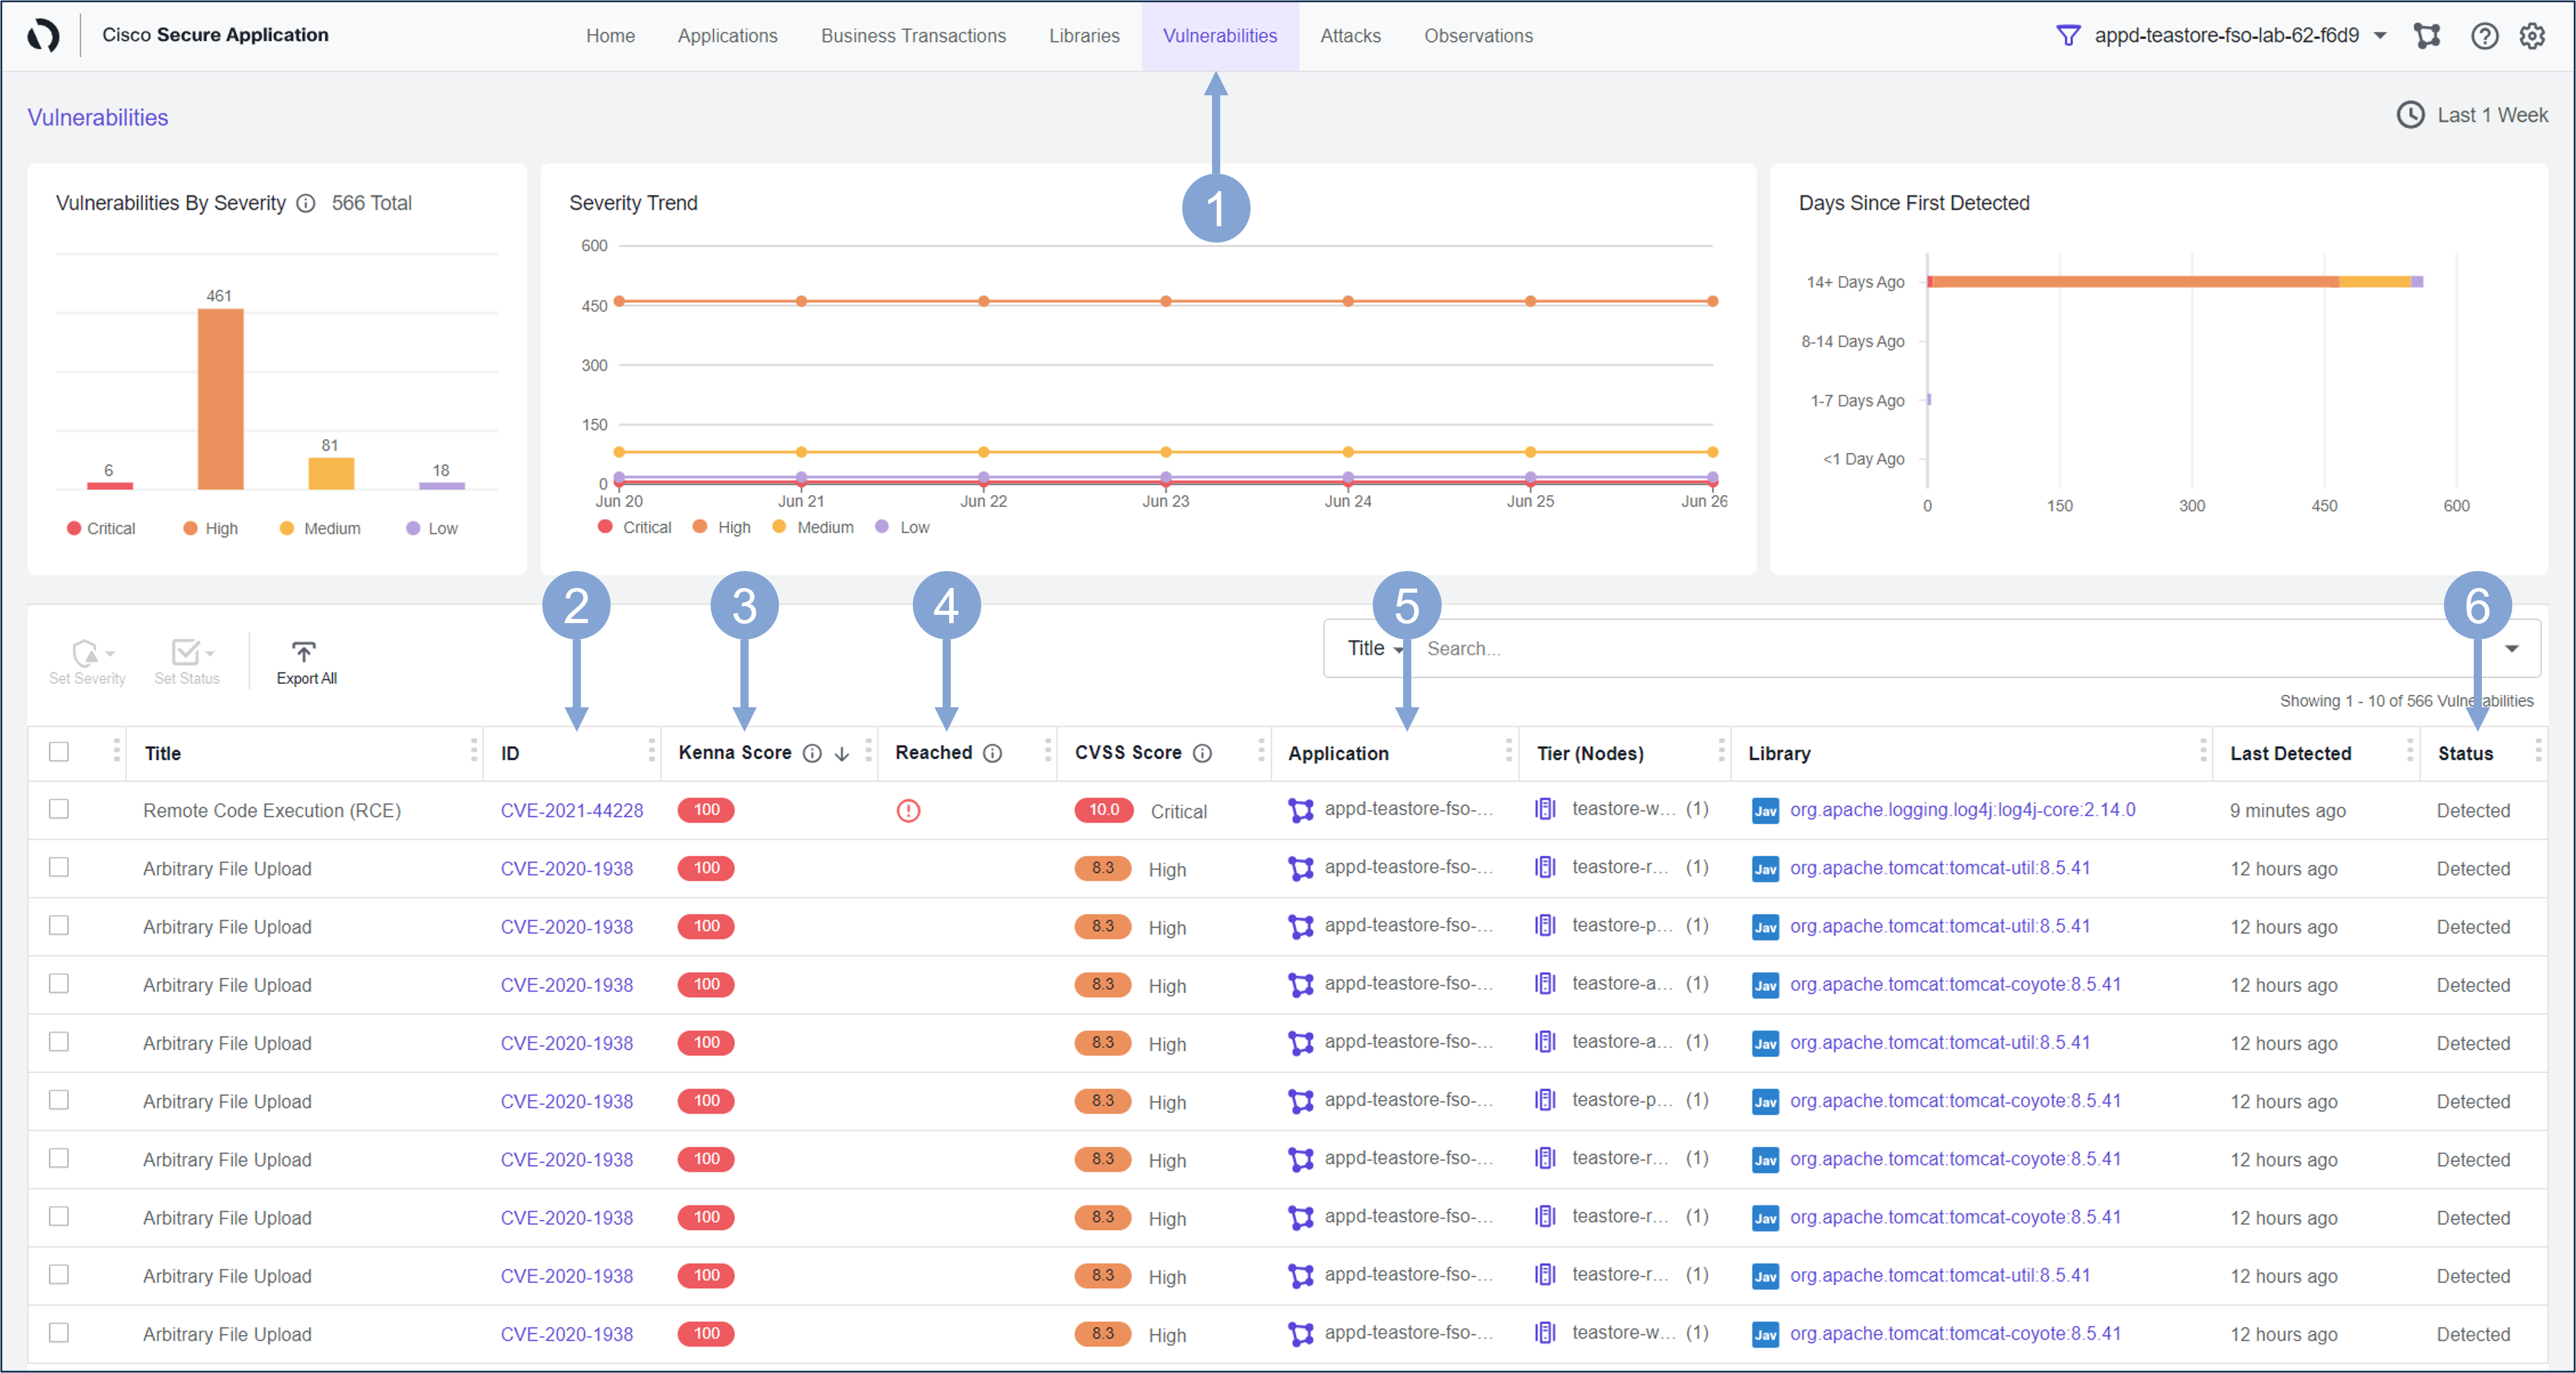 Cisco Secure Application
Home Applications Business Transactions Libraries Vulnerabilities Attacks Observations
appd-teastore-fso-lab-62-f6d9
Vulnerabilities
Last 1 Week
1
Vulnerabilities By Severity 566 Total
461
81
6
18
Critical High Medium Low
Severity Trend
600
450
300
150
0
Jun 20 Jun 21 Jun 22 Jun 23 Jun 24 Jun 25 Jun 26
Critical High Medium Low
Days Since First Detected
14+ Days Ago
8-14 Days Ago
1-7 Days Ago
<1 Day Ago
0 150 300 450 600
2 3 4 5 6
Set Severity Set Status Export All
Title Search...
Showing 1 - 10 of 566 Vulnerabilities
Title ID Kenna Score Reached CVSS Score Application Tier (Nodes) Library Last Detected Status
Remote Code Execution (RCE) CVE-2021-44228 100 10.0 Critical appd-teastore-fso-... teastore-w... (1) Jav org.apache.logging.log4j:log4j-core:2.14.0 9 minutes ago Detected
Arbitrary File Upload CVE-2020-1938 100 8.3 High appd-teastore-fso-... teastore-r... (1) Jav org.apache.tomcat:tomcat-util:8.5.41 12 hours ago Detected
Arbitrary File Upload CVE-2020-1938 100 8.3 High appd-teastore-fso-... teastore-p... (1) Jav org.apache.tomcat:tomcat-util:8.5.41 12 hours ago Detected
Arbitrary File Upload CVE-2020-1938 100 8.3 High appd-teastore-fso-... teastore-a... (1) Jav org.apache.tomcat:tomcat-coyote:8.5.41 12 hours ago Detected
Arbitrary File Upload CVE-2020-1938 100 8.3 High appd-teastore-fso-... teastore-a... (1) Jav org.apache.tomcat:tomcat-util:8.5.41 12 hours ago Detected
Arbitrary File Upload CVE-2020-1938 100 8.3 High appd-teastore-fso-... teastore-p... (1) Jav org.apache.tomcat:tomcat-coyote:8.5.41 12 hours ago Detected
Arbitrary File Upload CVE-2020-1938 100 8.3 High appd-teastore-fso-... teastore-r... (1) Jav org.apache.tomcat:tomcat-coyote:8.5.41 12 hours ago Detected
Arbitrary File Upload CVE-2020-1938 100 8.3 High appd-teastore-fso-... teastore-r... (1) Jav org.apache.tomcat:tomcat-coyote:8.5.41 12 hours ago Detected
Arbitrary File Upload CVE-2020-1938 100 8.3 High appd-teastore-fso-... teastore-r... (1) Jav org.apache.tomcat:tomcat-util:8.5.41 12 hours ago Detected
Arbitrary File Upload CVE-2020-1938 100 8.3 High appd-teastore-fso-... teastore-w... (1) Jav org.apache.tomcat:tomcat-coyote:8.5.41 12 hours ago Detected